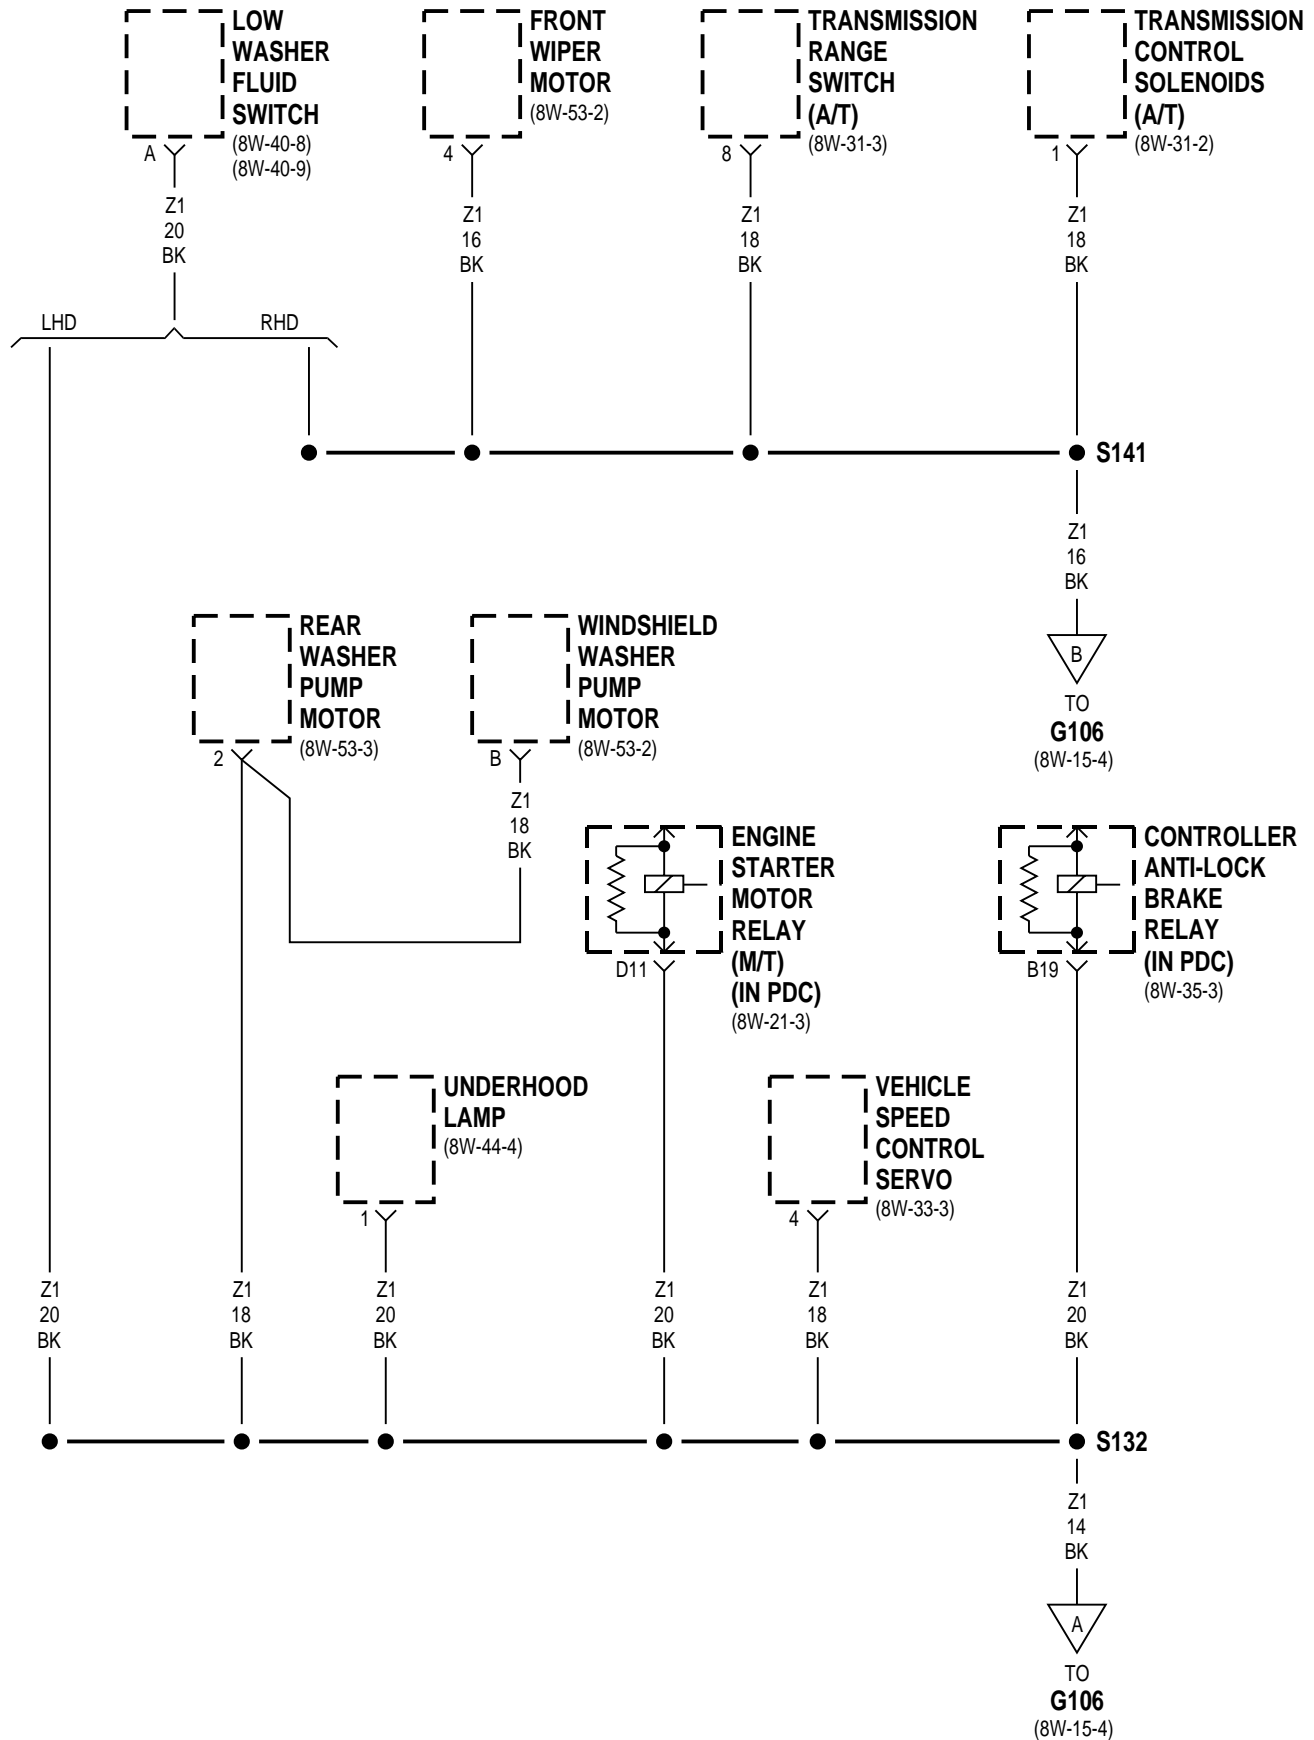 LOW
WASHER
FLUID
SWITCH
(8W-40-8)
(8W-40-9)
A
FRONT
WIPER
MOTOR
(8W-53-2)
4
TRANSMISSION
RANGE
SWITCH
(A/T)
(8W-31-3)
8
TRANSMISSION
CONTROL
SOLENOIDS
(A/T)
(8W-31-2)
1
Z1
20
BK
Z1
16
BK
Z1
18
BK
Z1
18
BK
LHD
RHD
S141
Z1
16
BK
B
TO
G106
(8W-15-4)
REAR
WASHER
PUMP
MOTOR
(8W-53-3)
2
WINDSHIELD
WASHER
PUMP
MOTOR
(8W-53-2)
B
Z1
18
BK
ENGINE
STARTER
MOTOR
RELAY
(M/T)
(IN PDC)
(8W-21-3)
D11
CONTROLLER
ANTI-LOCK
BRAKE
RELAY
(IN PDC)
(8W-35-3)
B19
UNDERHOOD
LAMP
(8W-44-4)
1
VEHICLE
SPEED
CONTROL
SERVO
(8W-33-3)
4
Z1
20
BK
Z1
18
BK
Z1
20
BK
Z1
20
BK
Z1
18
BK
Z1
20
BK
S132
Z1
14
BK
A
TO
G106
(8W-15-4)